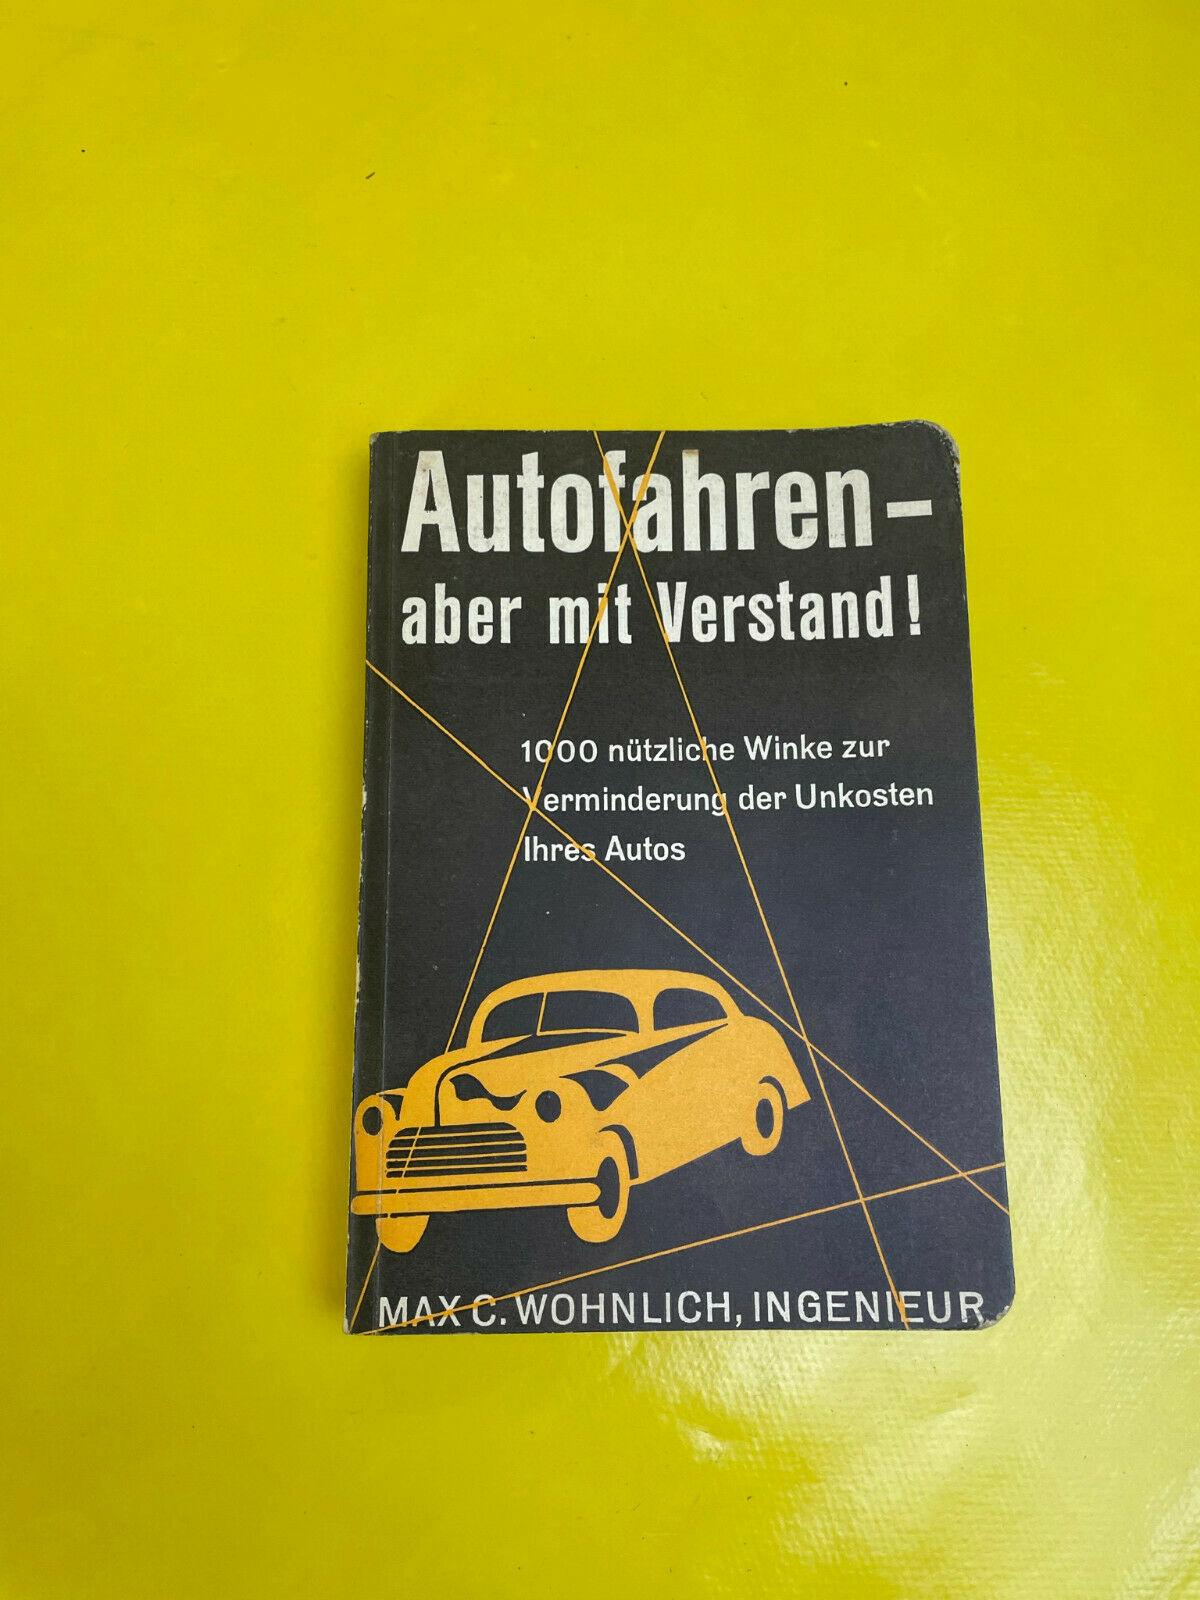 Autofahren –
aber mit Verstand!
1000 nützliche Winke zur
Verminderung der Unkosten
Ihres Autos
MAX C. WOHNLICH, INGENIEUR